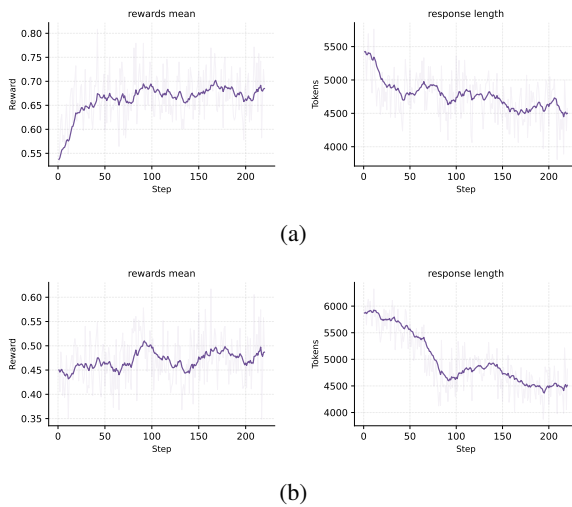 rewards mean
0.80
0.75
0.70
0.65
0.60
0.55
Reward
0 50 100 150 200
Step
response length
5500
5000
4500
4000
Tokens
0 50 100 150 200
Step
(a)
rewards mean
0.60
0.55
0.50
0.45
0.40
0.35
Reward
0 50 100 150 200
Step
response length
6000
5500
5000
4500
4000
Tokens
0 50 100 150 200
Step
(b)